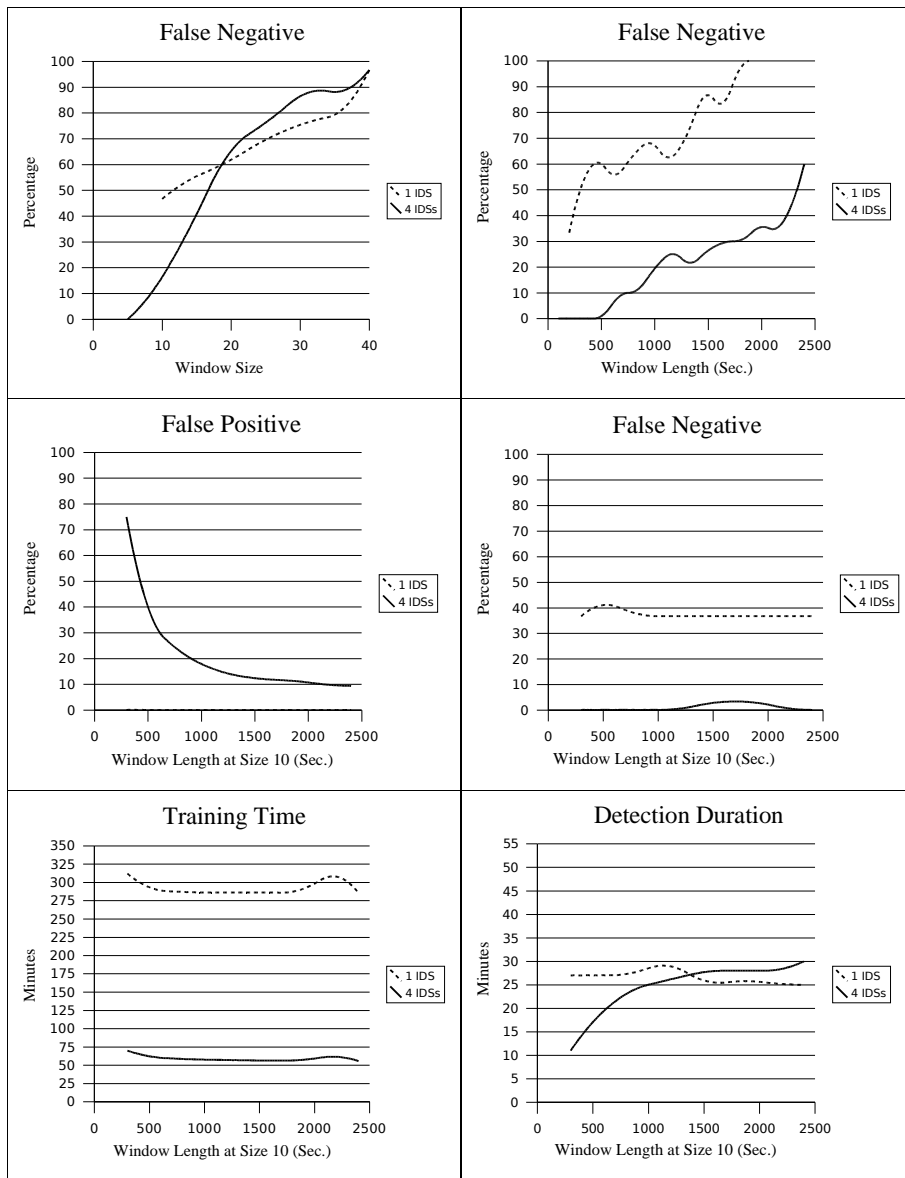 False Negative
100
90
80
70
60
50
40
30
20
10
0
0 10 20 30 40
Percentage
Window Size
1 IDS
4 IDSs
False Negative
100
90
80
70
60
50
40
30
20
10
0
0 500 1000 1500 2000 2500
Percentage
Window Length (Sec.)
1 IDS
4 IDSs
False Positive
100
90
80
70
60
50
40
30
20
10
0
0 500 1000 1500 2000 2500
Percentage
Window Length at Size 10 (Sec.)
1 IDS
4 IDSs
False Negative
100
90
80
70
60
50
40
30
20
10
0
0 500 1000 1500 2000 2500
Percentage
Window Length at Size 10 (Sec.)
1 IDS
4 IDSs
Training Time
350
325
300
275
250
225
200
175
150
125
100
75
50
25
0
0 500 1000 1500 2000 2500
Minutes
Window Length at Size 10 (Sec.)
1 IDS
4 IDSs
Detection Duration
55
50
45
40
35
30
25
20
15
10
5
0
0 500 1000 1500 2000 2500
Minutes
Window Length at Size 10 (Sec.)
1 IDS
4 IDSs